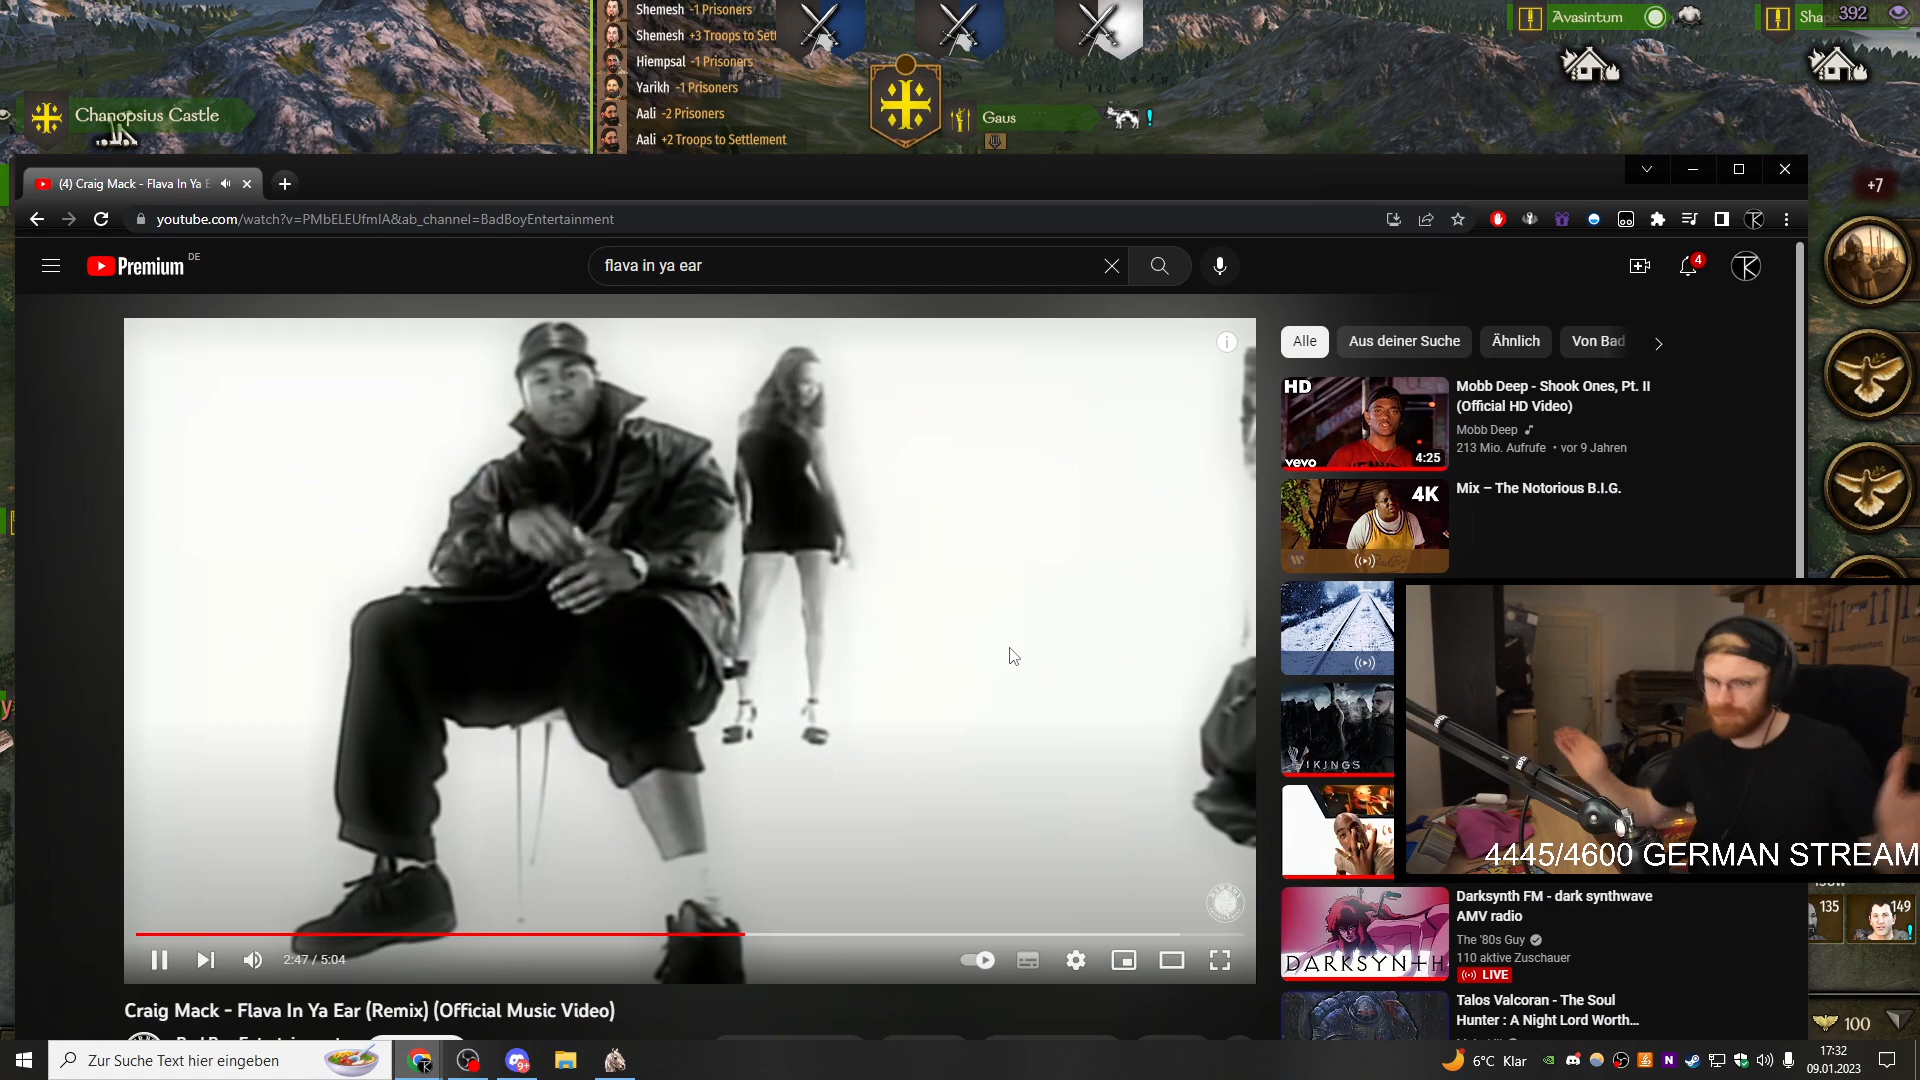 Shemesh -1 Prisoners
Shemesh +3 Troops to Sett
Hiempsal -1 Prisoners
Yarikh -1 Prisoners
Aali -2 Prisoners
Aali +2 Troops to Settlement
Chanopsius Castle
Gaus
Avasintum
Sha
392
+7
(4) Craig Mack - Flava In Ya E
youtube.com/watch?v=PMbELEUfmIA&ab_channel=BadBoyEntertainment
Premium DE
flava in ya ear
4
Alle
Aus deiner Suche
Ähnlich
Von Bad
HD
vevo
4:25
Mobb Deep - Shook Ones, Pt. II
(Official HD Video)
Mobb Deep
213 Mio. Aufrufe • vor 9 Jahren
4K
Mix – The Notorious B.I.G.
VIKINGS
4445/4600 GERMAN STREAM
DARKSYNTH
Darksynth FM - dark synthwave
AMV radio
The '80s Guy
110 aktive Zuschauer
LIVE
Talos Valcoran - The Soul
Hunter : A Night Lord Worth...
135
149
100
2:47 / 5:04
Craig Mack - Flava In Ya Ear (Remix) (Official Music Video)
Zur Suche Text hier eingeben
9+
6°C Klar
17:32
09.01.2023